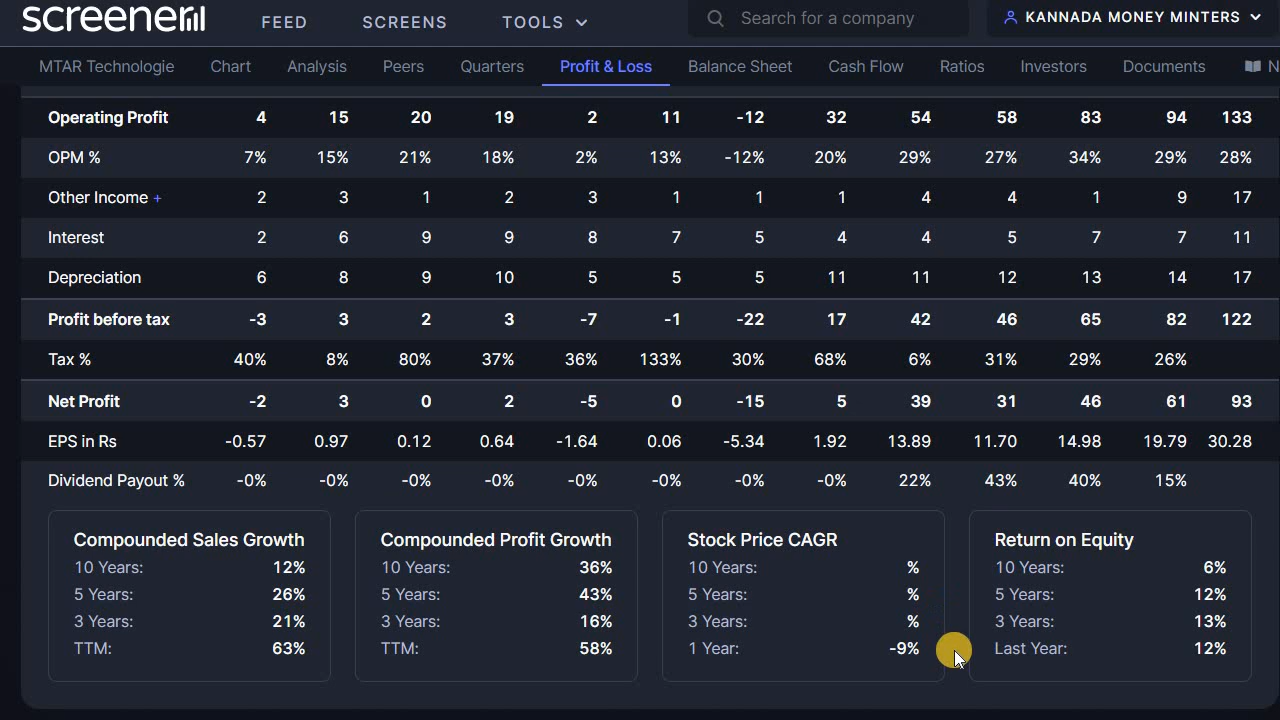 screener
FEED SCREENS TOOLS Search for a company KANNADA MONEY MINTERS
MTAR Technologie Chart Analysis Peers Quarters Profit & Loss Balance Sheet Cash Flow Ratios Investors Documents N
Operating Profit 4 15 20 19 2 11 -12 32 54 58 83 94 133
OPM % 7% 15% 21% 18% 2% 13% -12% 20% 29% 27% 34% 29% 28%
Other Income + 2 3 1 2 3 1 1 1 4 4 1 9 17
Interest 2 6 9 9 8 7 5 4 4 5 7 7 11
Depreciation 6 8 9 10 5 5 5 11 11 12 13 14 17
Profit before tax -3 3 2 3 -7 -1 -22 17 42 46 65 82 122
Tax % 40% 8% 80% 37% 36% 133% 30% 68% 6% 31% 29% 26%
Net Profit -2 3 0 2 -5 0 -15 5 39 31 46 61 93
EPS in Rs -0.57 0.97 0.12 0.64 -1.64 0.06 -5.34 1.92 13.89 11.70 14.98 19.79 30.28
Dividend Payout % -0% -0% -0% -0% -0% -0% -0% -0% 22% 43% 40% 15%
Compounded Sales Growth
10 Years: 12%
5 Years: 26%
3 Years: 21%
TTM: 63%
Compounded Profit Growth
10 Years: 36%
5 Years: 43%
3 Years: 16%
TTM: 58%
Stock Price CAGR
10 Years: %
5 Years: %
3 Years: %
1 Year: -9%
Return on Equity
10 Years: 6%
5 Years: 12%
3 Years: 13%
Last Year: 12%